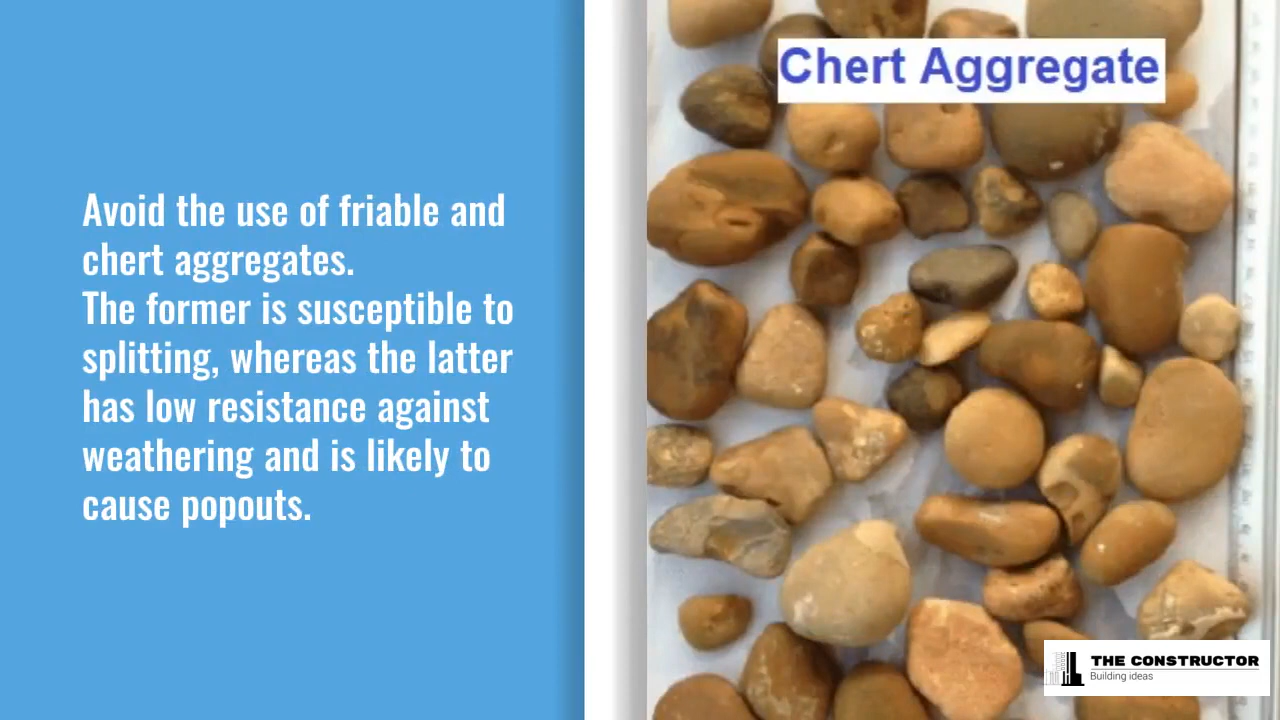 Chert Aggregate
Avoid the use of friable and
chert aggregates.
The former is susceptible to
splitting, whereas the latter
has low resistance against
weathering and is likely to
cause popouts.
THE CONSTRUCTOR
Building ideas